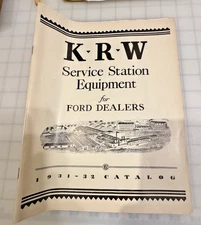 K·R·W
Service Station
Equipment
for
FORD DEALERS
1931-32 CATALOG